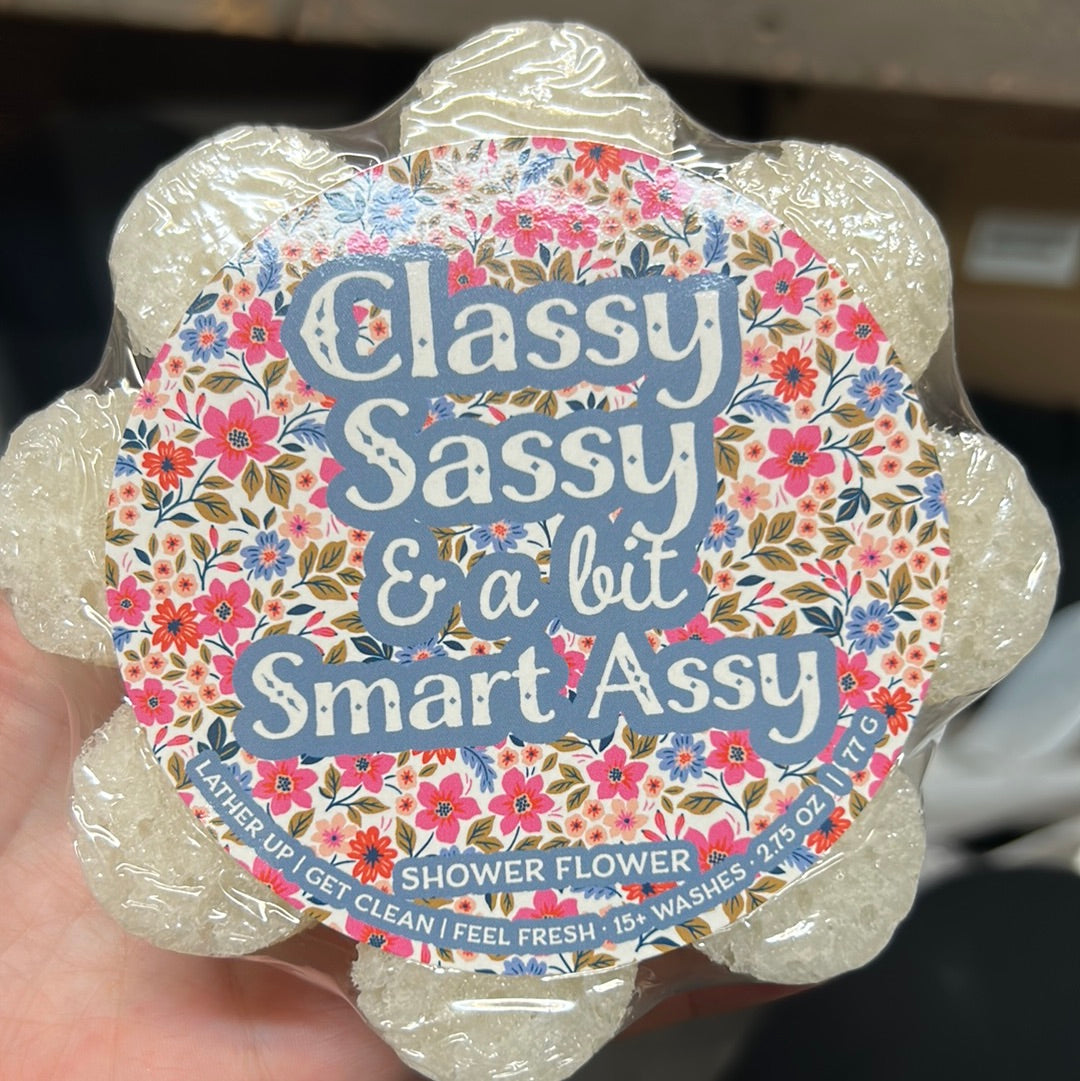 Classy
Sassy
& a bit
Smart Assy
SHOWER FLOWER
LATHER UP | GET CLEAN | FEEL FRESH · 15+ WASHES · 2.75 OZ | | 77 G